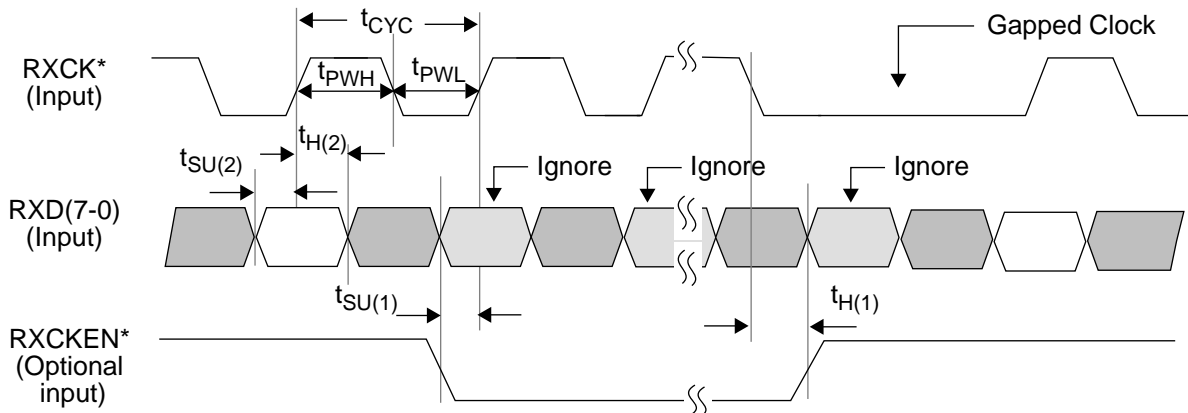 tCYC
Gapped Clock
RXCK*
(Input)
tPWH
tPWL
tSU(2)
tH(2)
Ignore
Ignore
Ignore
RXD(7-0)
(Input)
tSU(1)
tH(1)
RXCKEN*
(Optional
input)